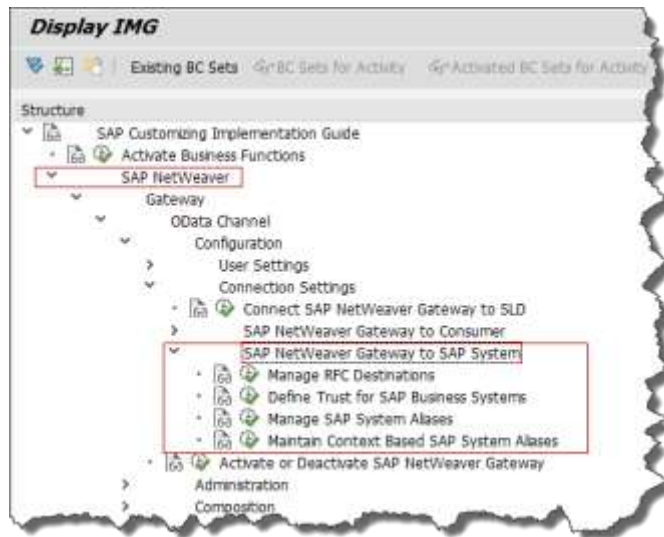 Display IMG
Existing BC Sets BC Sets for Activity Activated BC Sets for Activity
Structure
SAP Customizing Implementation Guide
Activate Business Functions
SAP NetWeaver
Gateway
OData Channel
Configuration
User Settings
Connection Settings
Connect SAP NetWeaver Gateway to SLD
SAP NetWeaver Gateway to Consumer
SAP NetWeaver Gateway to SAP System
Manage RFC Destinations
Define Trust for SAP Business Systems
Manage SAP System Aliases
Maintain Context Based SAP System Aliases
Activate or Deactivate SAP NetWeaver Gateway
Administration
Composition